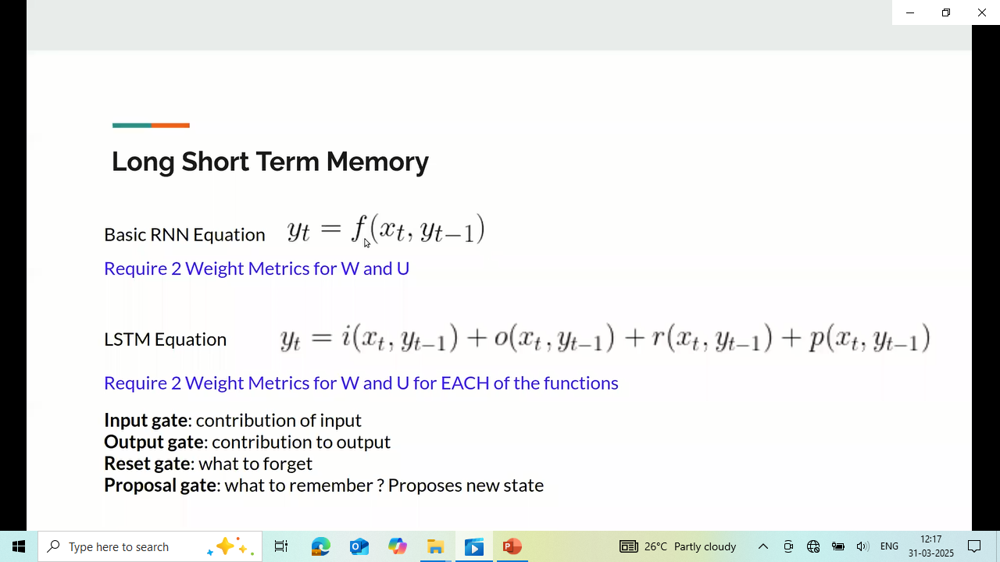 Long Short Term Memory
Basic RNN Equation y_t = f(x_t, y_{t-1})
Require 2 Weight Metrics for W and U
LSTM Equation y_t = i(x_t, y_{t-1}) + o(x_t, y_{t-1}) + r(x_t, y_{t-1}) + p(x_t, y_{t-1})
Require 2 Weight Metrics for W and U for EACH of the functions
Input gate: contribution of input
Output gate: contribution to output
Reset gate: what to forget
Proposal gate: what to remember ? Proposes new state
Type here to search
26°C Partly cloudy
ENG
12:17
31-03-2025